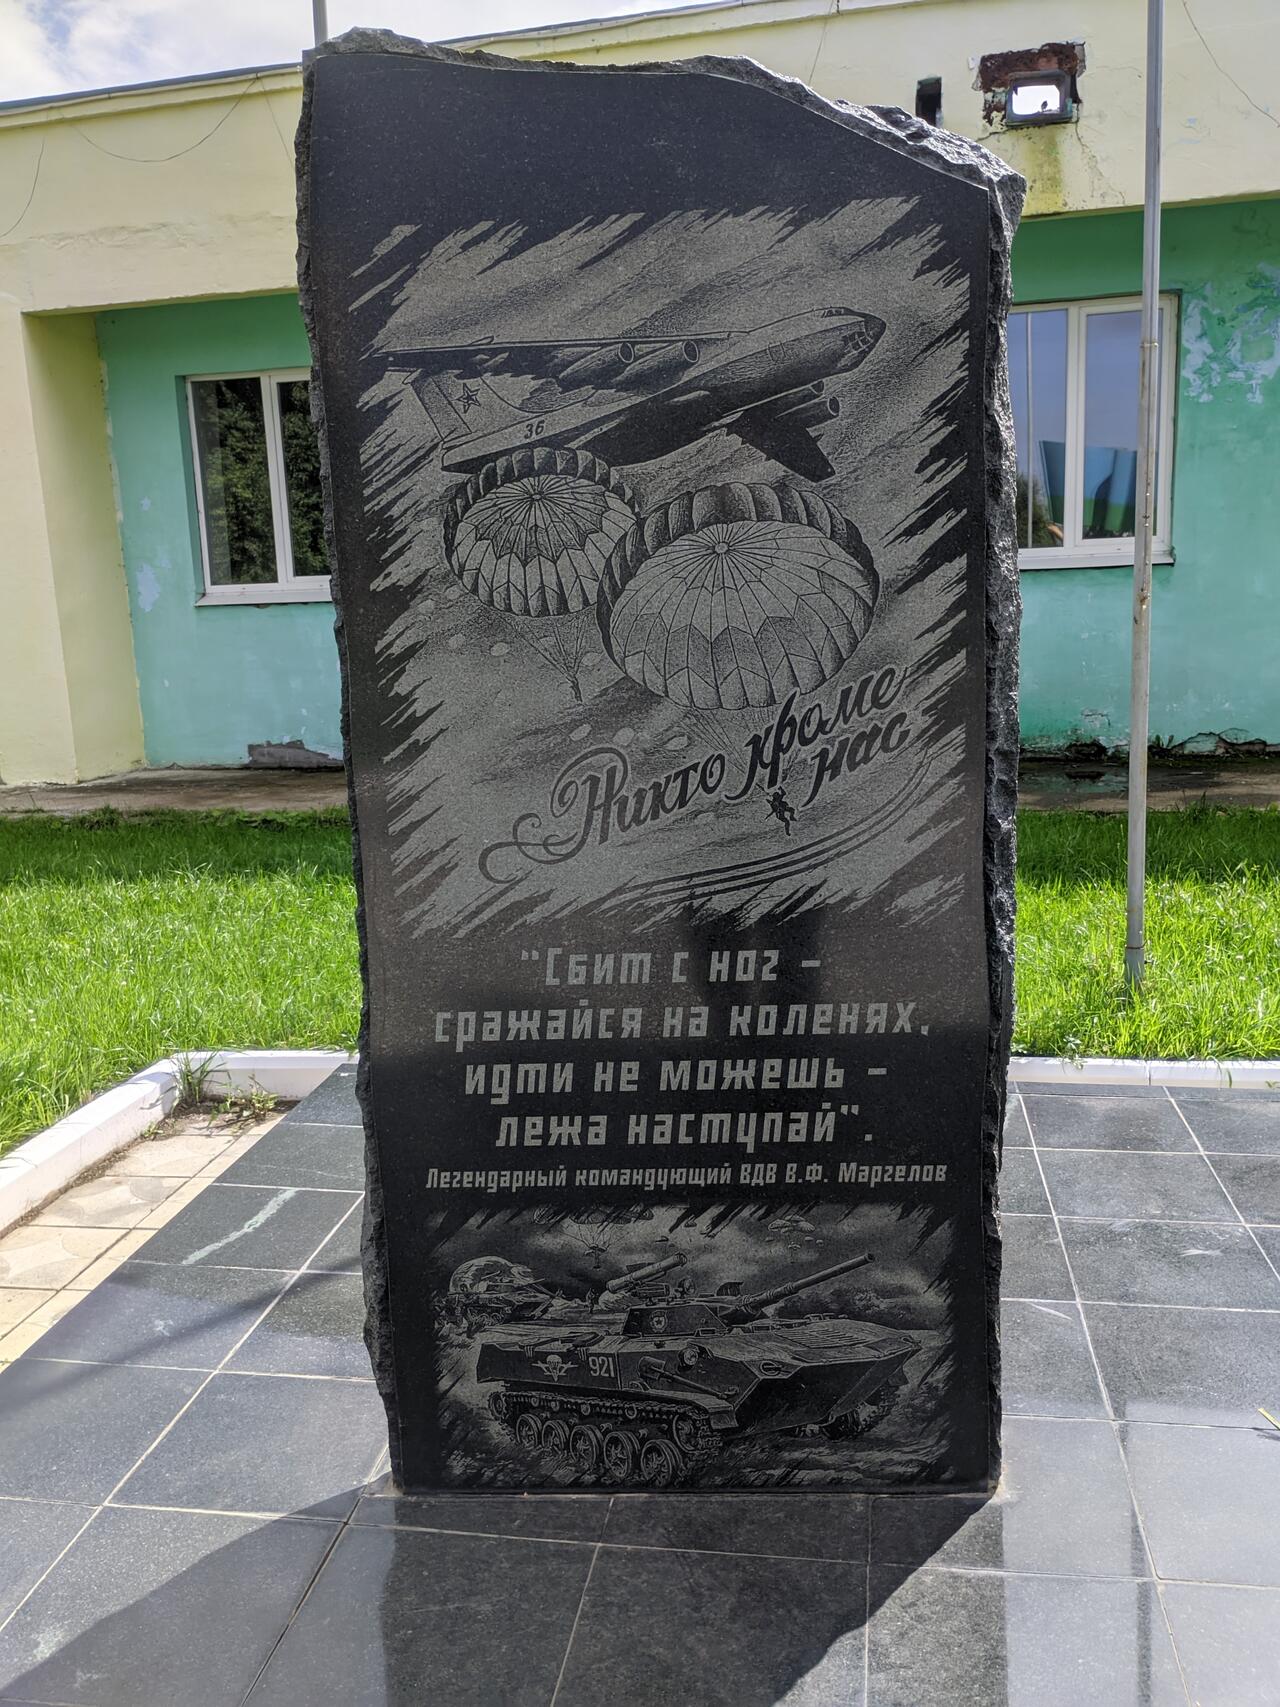 36
Никто кроме
нас
"Сбит с ног –
сражайся на коленях,
идти не можешь –
лежа наступай".
Легендарный командующий ВДВ В.Ф. Маргелов
921